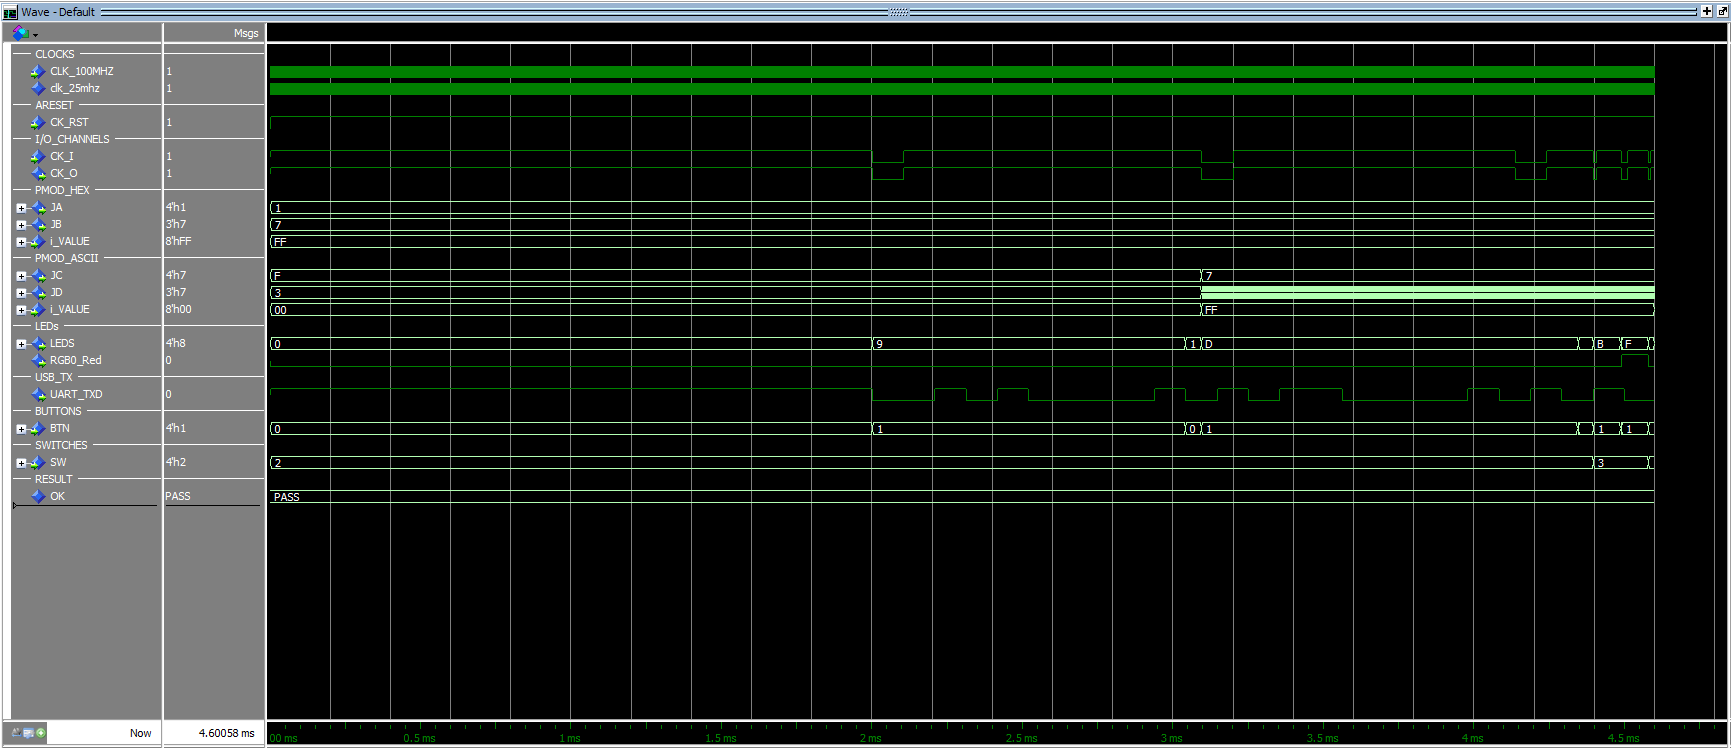 Wave - Default
Msgs
CLOCKS
CLK_100MHZ 1
clk_25mhz 1
ARESET
CK_RST 1
I/O_CHANNELS
CK_I 1
CK_O 1
PMOD_HEX
JA 4'h1 1
JB 3'h7 7
i_VALUE 8'hFF FF
PMOD_ASCII
JC 4'h7 F 7
JD 3'h7 3
i_VALUE 8'h00 00 FF
LEDs
LEDS 4'h8 0 9 1 D B F
RGB0_Red 0
USB_TX
UART_TXD 0
BUTTONS
BTN 4'h1 0 1 0 1 1 1
SWITCHES
SW 4'h2 2 3
RESULT
OK PASS PASS
Now 4.60058 ms 00 ms 0.5 ms 1 ms 1.5 ms 2 ms 2.5 ms 3 ms 3.5 ms 4 ms 4.5 ms